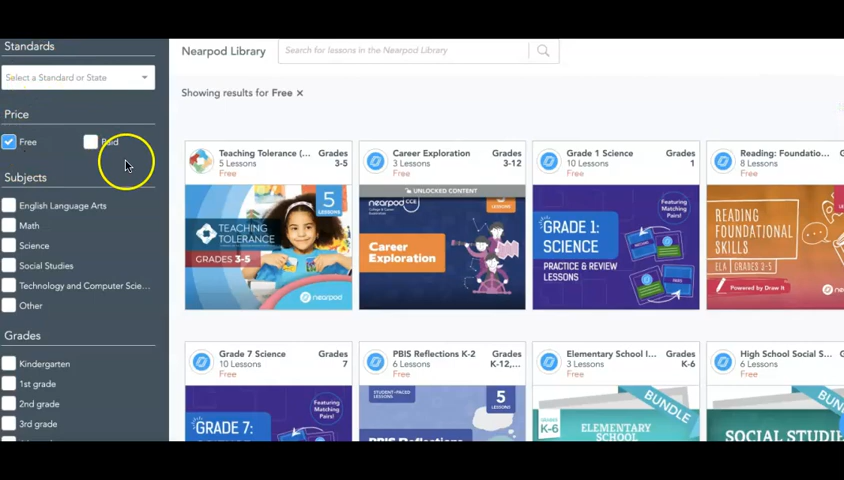 Standards
Select a Standard or State
Price
Free
Paid
Subjects
English Language Arts
Math
Science
Social Studies
Technology and Computer Scie...
Other
Grades
Kindergarten
1st grade
2nd grade
3rd grade
Nearpod Library
Search for lessons in the Nearpod Library
Showing results for Free ×
Teaching Tolerance (...
Grades
5 Lessons
3-5
Free
5
LESSONS
TEACHING
TOLERANCE
GRADES 3-5
nearpod
Career Exploration
Grades
3 Lessons
3-12
Free
UNLOCKED CONTENT
nearpod CCE
LESSONS
Career
Exploration
Grade 1 Science
Grades
10 Lessons
1
Free
Featuring
Matching
Pairs!
GRADE 1:
SCIENCE
PRACTICE & REVIEW
LESSONS
Reading: Foundatio...
8 Lessons
Free
READING
FOUNDATIONAL
SKILLS
ELA GRADES 3-5
Powered by Draw It
Grade 7 Science
Grades
10 Lessons
7
Free
Featuring
Matching
Pairs!
GRADE 7:
PBIS Reflections K-2
Grades
6 Lessons
K-12,...
Free
STUDENT-PACED
LESSONS
5
LESSONS
PBIS Reflections
Elementary School I...
Grades
3 Lessons
K-6
Free
BUNDLE
GRADES
K-6
ELEMENTARY
SCHOOL
High School Social S...
6 Lessons
Free
SOCIAL STUDI